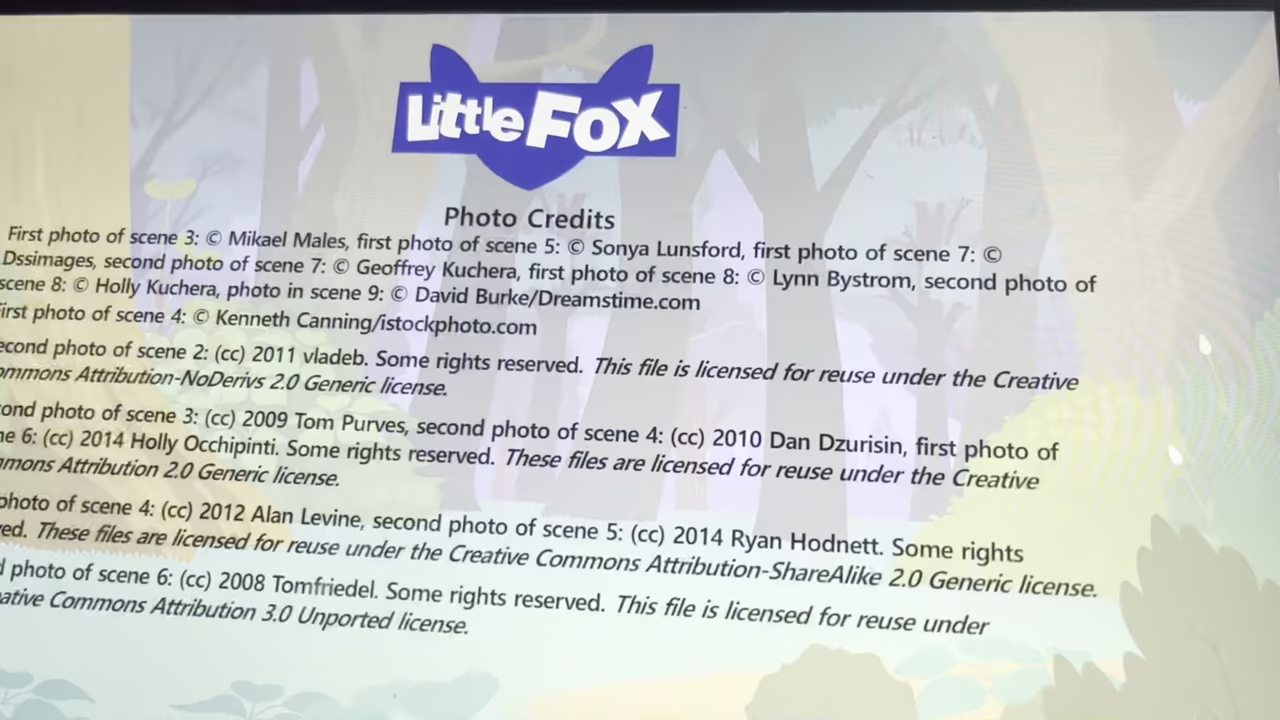 Little Fox
Photo Credits
First photo of scene 3: © Mikael Males, first photo of scene 5: © Sonya Lunsford, first photo of scene 7: ©
Dssimages, second photo of scene 7: © Geoffrey Kuchera, first photo of scene 8: © Lynn Bystrom, second photo of
scene 8: © Holly Kuchera, photo in scene 9: © David Burke/Dreamstime.com
irst photo of scene 4: © Kenneth Canning/istockphoto.com
econd photo of scene 2: (cc) 2011 vladeb. Some rights reserved. This file is licensed for reuse under the Creative
ommons Attribution-NoDerivs 2.0 Generic license.
ond photo of scene 3: (cc) 2009 Tom Purves, second photo of scene 4: (cc) 2010 Dan Dzurisin, first photo of
ne 6: (cc) 2014 Holly Occhipinti. Some rights reserved. These files are licensed for reuse under the Creative
mmons Attribution 2.0 Generic license.
photo of scene 4: (cc) 2012 Alan Levine, second photo of scene 5: (cc) 2014 Ryan Hodnett. Some rights
ved. These files are licensed for reuse under the Creative Commons Attribution-ShareAlike 2.0 Generic license.
d photo of scene 6: (cc) 2008 Tomfriedel. Some rights reserved. This file is licensed for reuse under
ative Commons Attribution 3.0 Unported license.